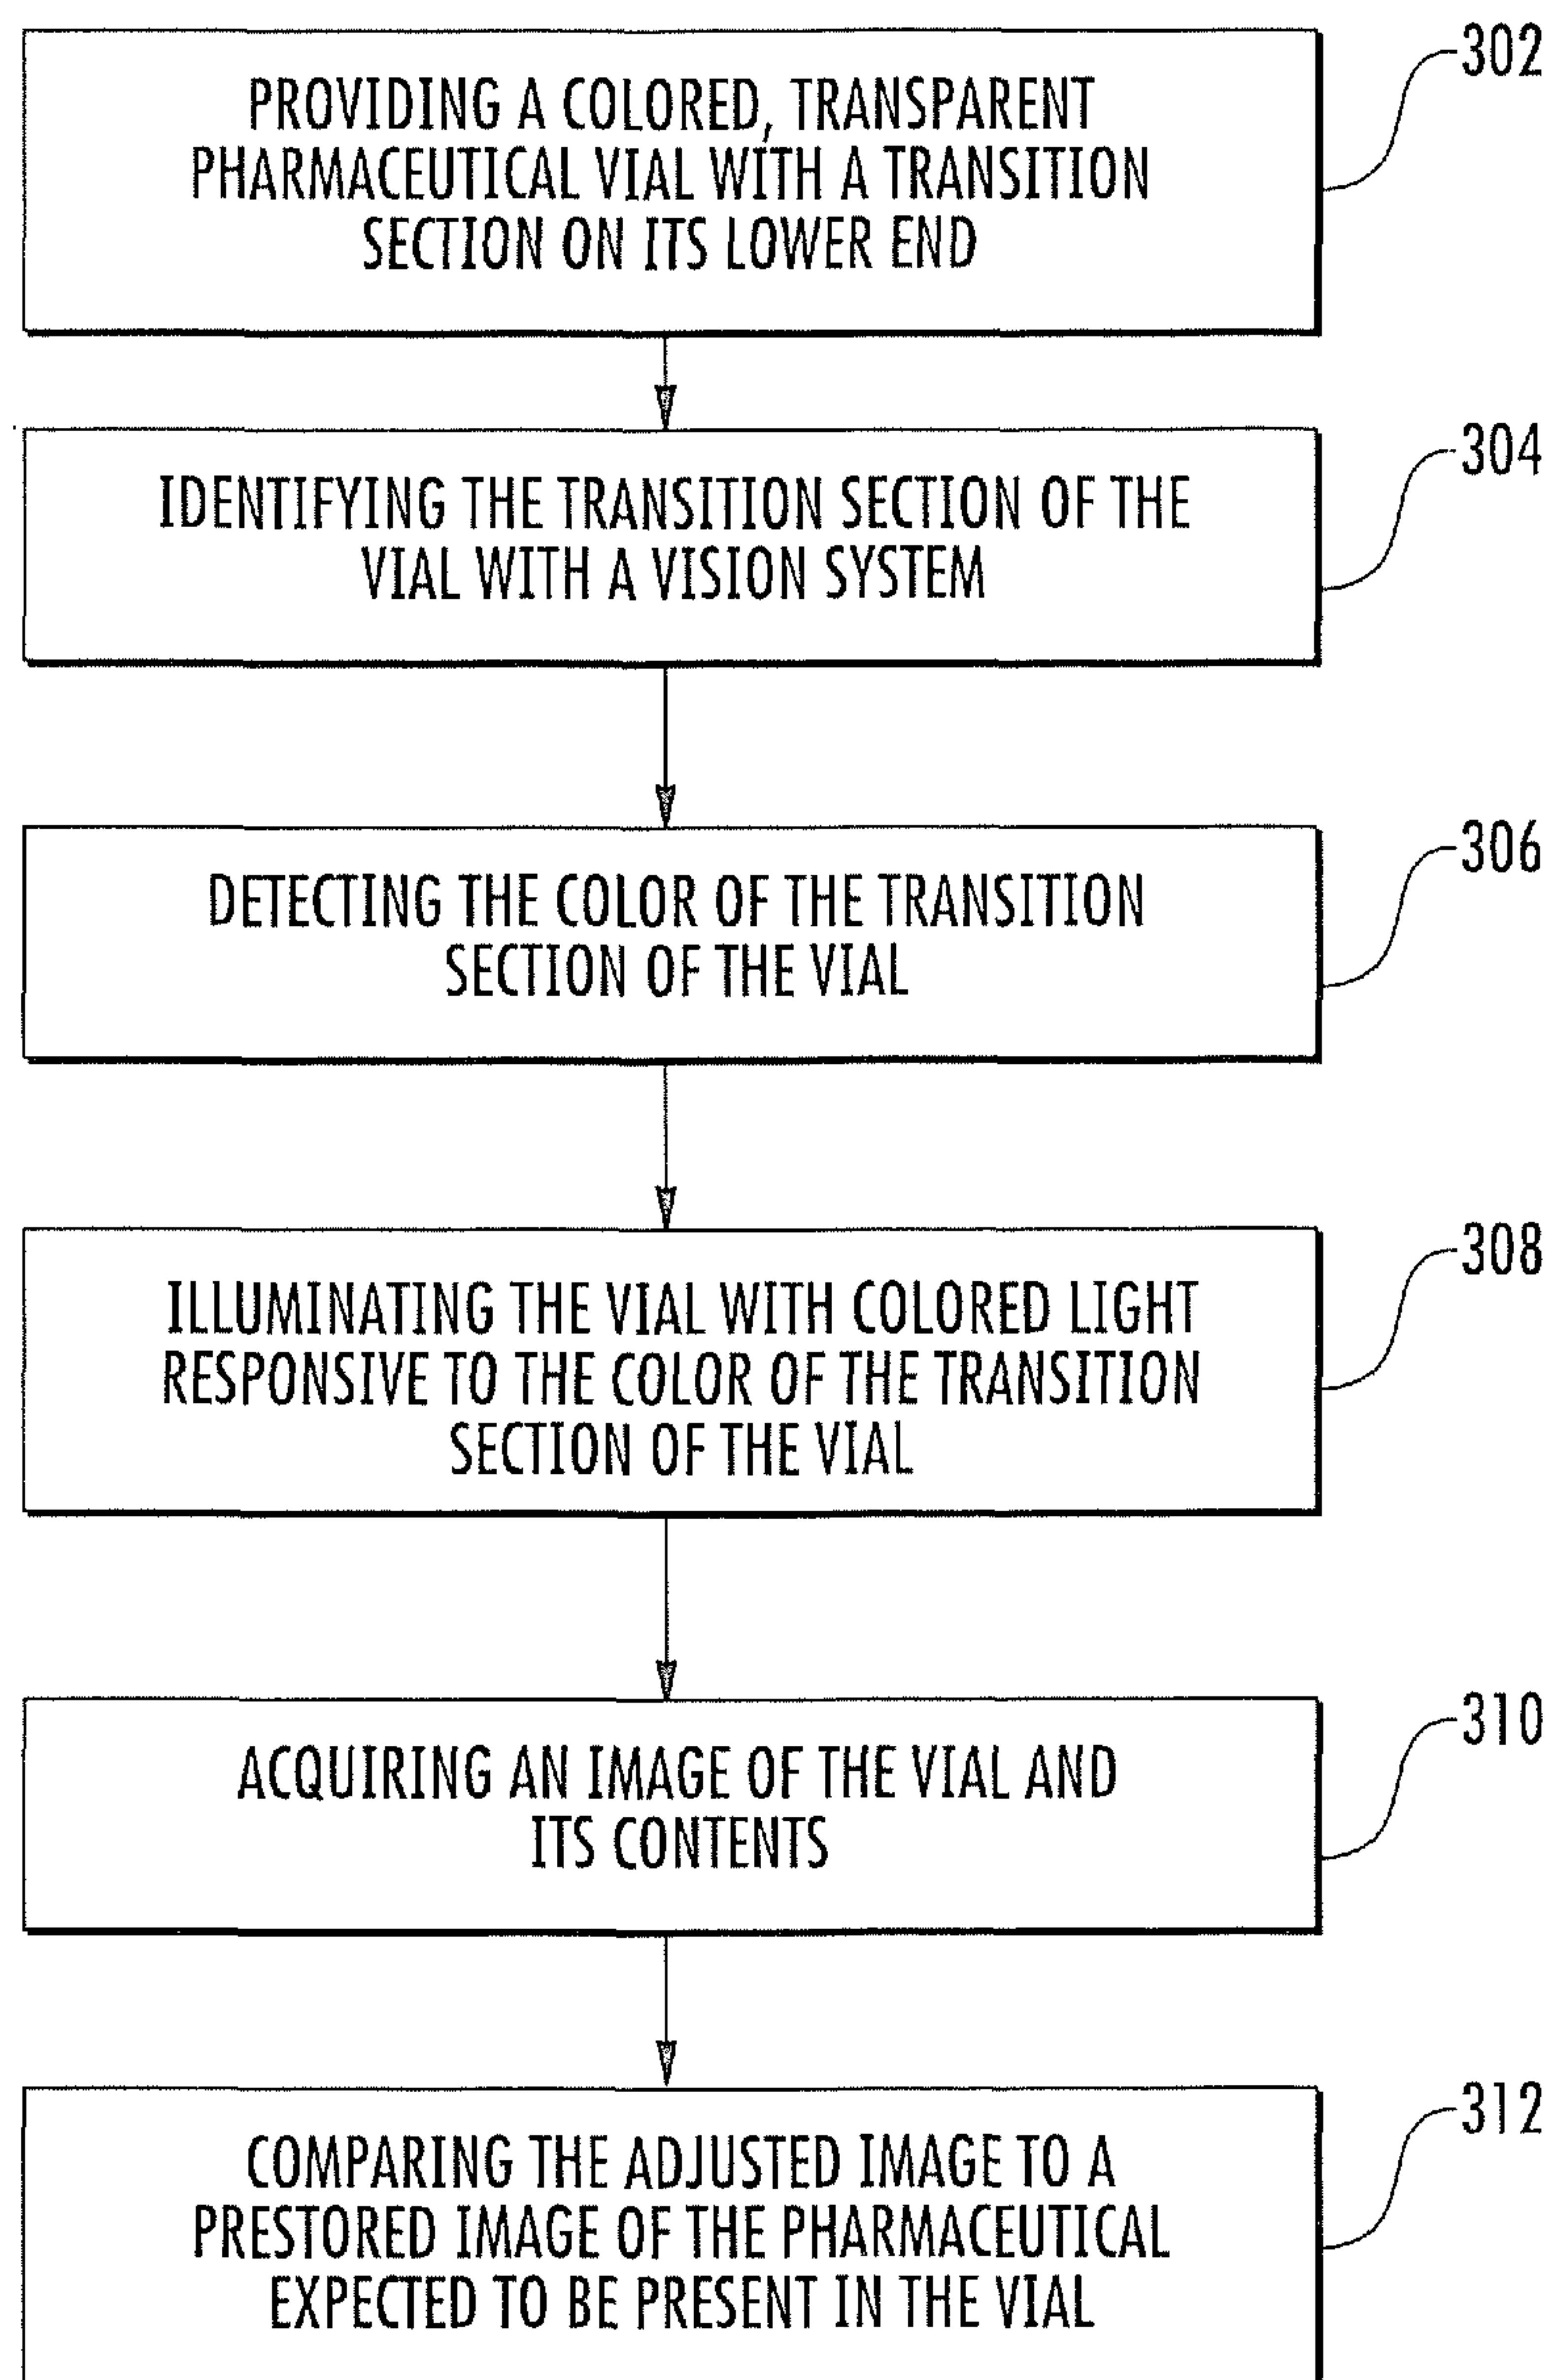 302
PROVIDING A COLORED, TRANSPARENT
PHARMACEUTICAL VIAL WITH A TRANSITION
SECTION ON ITS LOWER END
304
IDENTIFYING THE TRANSITION SECTION OF THE
VIAL WITH A VISION SYSTEM
306
DETECTING THE COLOR OF THE TRANSITION
SECTION OF THE VIAL
308
ILLUMINATING THE VIAL WITH COLORED LIGHT
RESPONSIVE TO THE COLOR OF THE TRANSITION
SECTION OF THE VIAL
310
ACQUIRING AN IMAGE OF THE VIAL AND
ITS CONTENTS
312
COMPARING THE ADJUSTED IMAGE TO A
PRESTORED IMAGE OF THE PHARMACEUTICAL
EXPECTED TO BE PRESENT IN THE VIAL